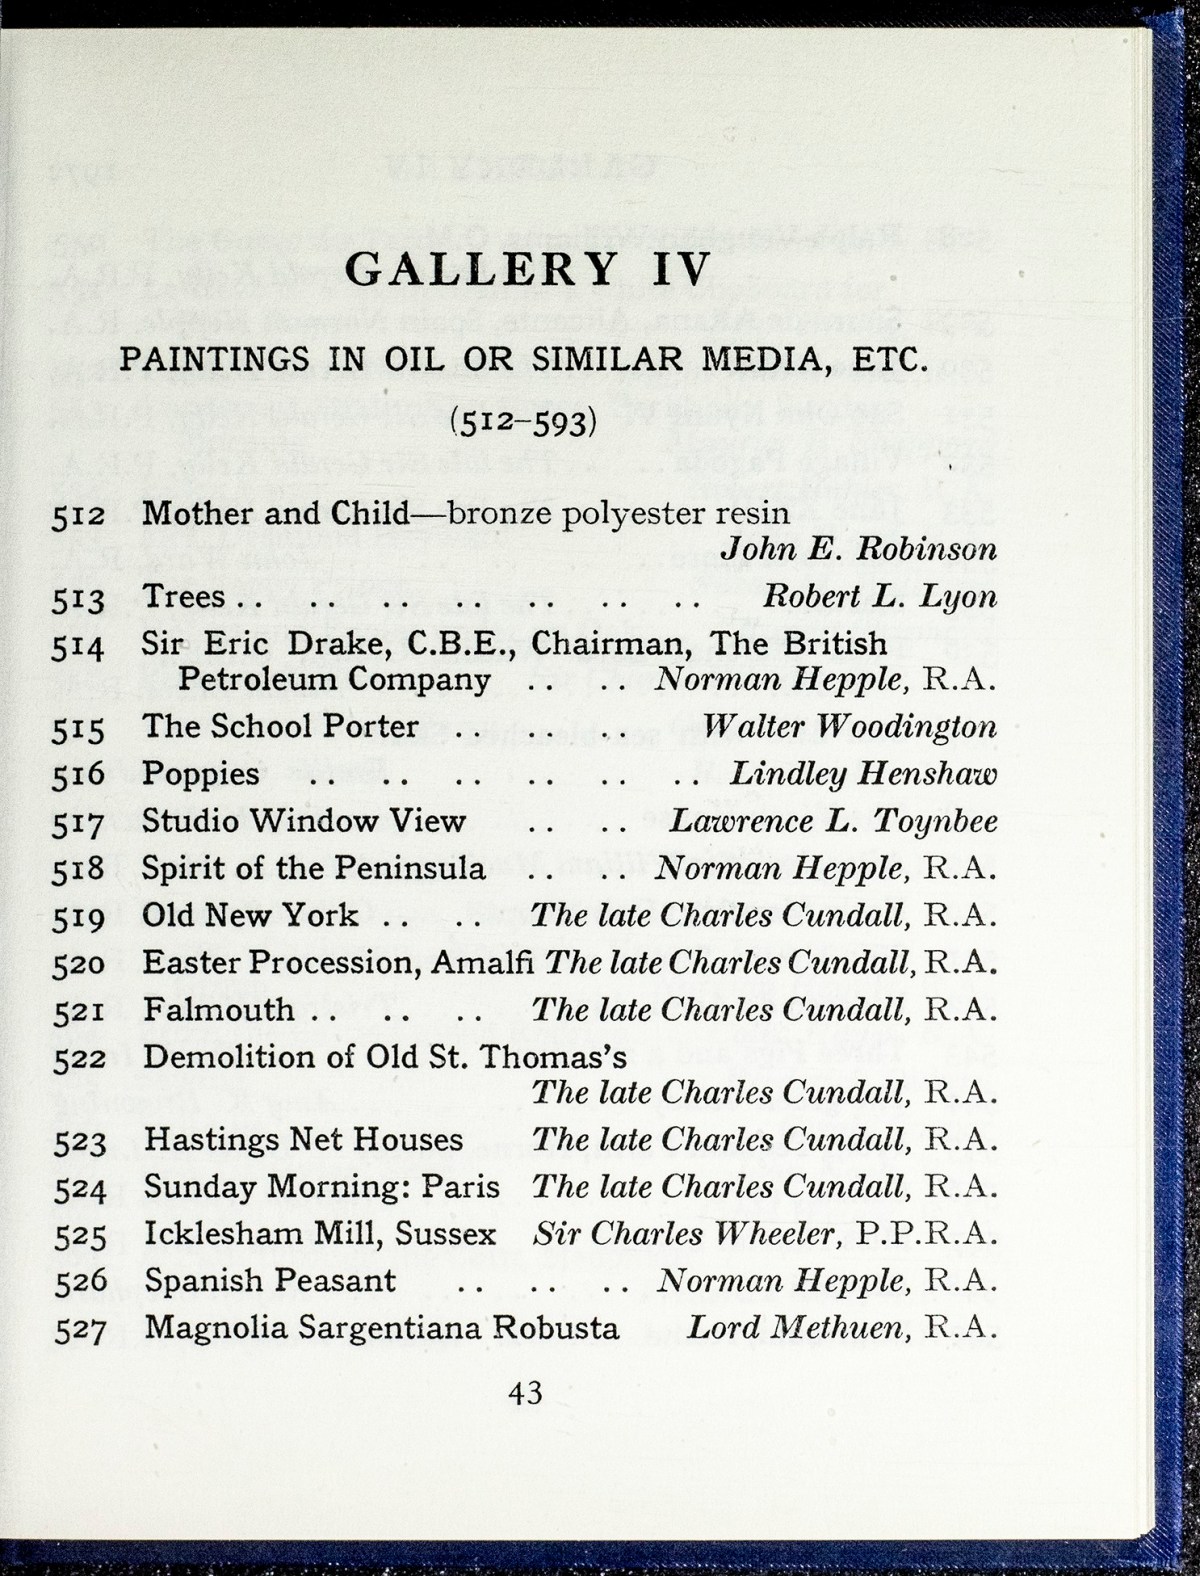 GALLERY IV
PAINTINGS IN OIL OR SIMILAR MEDIA, ETC.
(512–593)
512 Mother and Child—bronze polyester resin
John E. Robinson
513 Trees . . . . . . . . . . . . . . Robert L. Lyon
514 Sir Eric Drake, C.B.E., Chairman, The British
Petroleum Company . . . . Norman Hepple, R.A.
515 The School Porter . . . . . . Walter Woodington
516 Poppies . . . . . . . . . . . . Lindley Henshaw
517 Studio Window View . . . . Lawrence L. Toynbee
518 Spirit of the Peninsula . . . . Norman Hepple, R.A.
519 Old New York . . . . The late Charles Cundall, R.A.
520 Easter Procession, Amalfi The late Charles Cundall, R.A.
521 Falmouth . . . . . . The late Charles Cundall, R.A.
522 Demolition of Old St. Thomas's
The late Charles Cundall, R.A.
523 Hastings Net Houses The late Charles Cundall, R.A.
524 Sunday Morning: Paris The late Charles Cundall, R.A.
525 Icklesham Mill, Sussex Sir Charles Wheeler, P.P.R.A.
526 Spanish Peasant . . . . . . Norman Hepple, R.A.
527 Magnolia Sargentiana Robusta Lord Methuen, R.A.
43